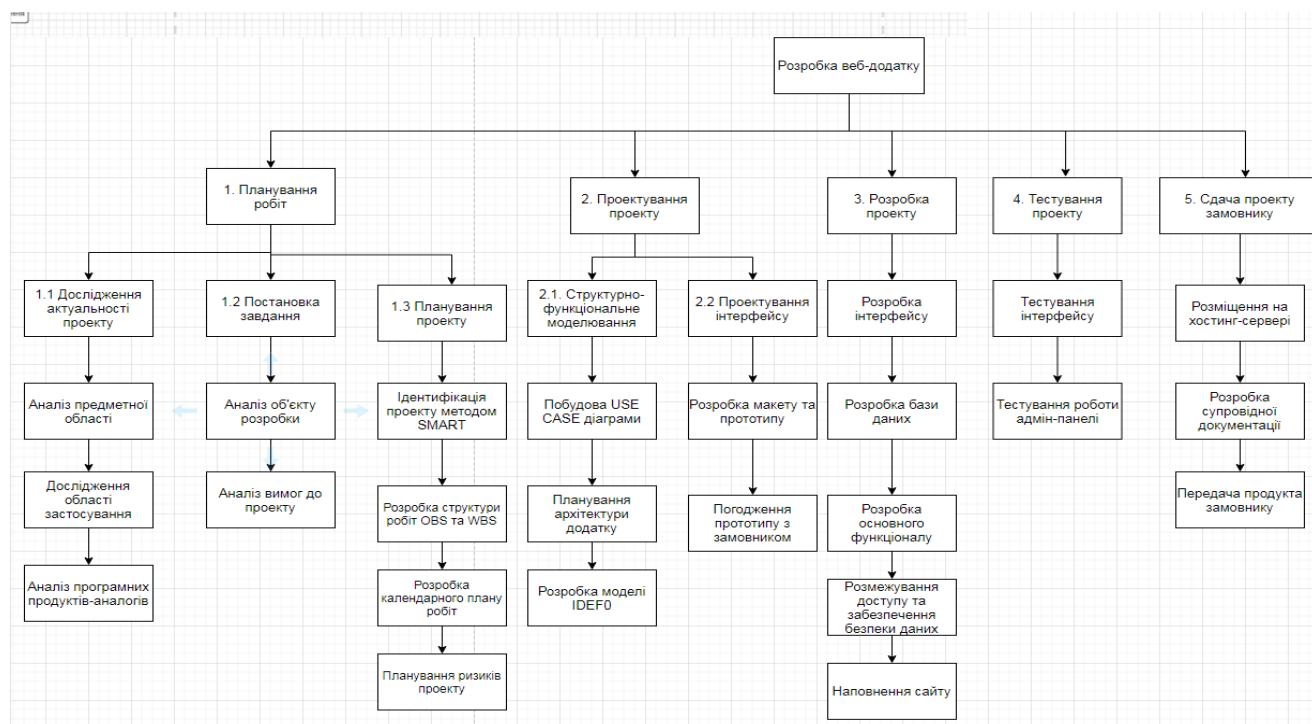 Розробка веб-додатку
1. Планування
робіт
2. Проектування
проекту
3. Розробка
проекту
4. Тестування
проекту
5. Сдача проекту
замовнику
1.1 Дослідження
актуальності
проекту
1.2 Постановка
завдання
1.3 Планування
проекту
2.1. Структурно-
функціональне
моделювання
2.2 Проектування
інтерфейсу
Розробка
інтерфейсу
Тестування
інтерфейсу
Розміщення на
хостинг-сервері
Аналіз предметної
області
Аналіз об'єкту
розробки
Ідентифікація
проекту методом
SMART
Побудова USE
CASE діаграми
Розробка макету та
прототипу
Розробка бази
даних
Тестування роботи
адмін-панелі
Розробка
супровідної
документації
Дослідження
області
застосування
Аналіз вимог до
проекту
Розробка структури
робіт OBS та WBS
Планування
архітектури
додатку
Погодження
прототипу з
замовником
Розробка
основного
функціоналу
Передача продукта
замовнику
Аналіз програмних
продуктів-аналогів
Розробка
календарного плану
робіт
Розробка моделі
IDEF0
Розмежування
доступу та
забезпечення
безпеки даних
Планування ризиків
проекту
Наповнення сайту